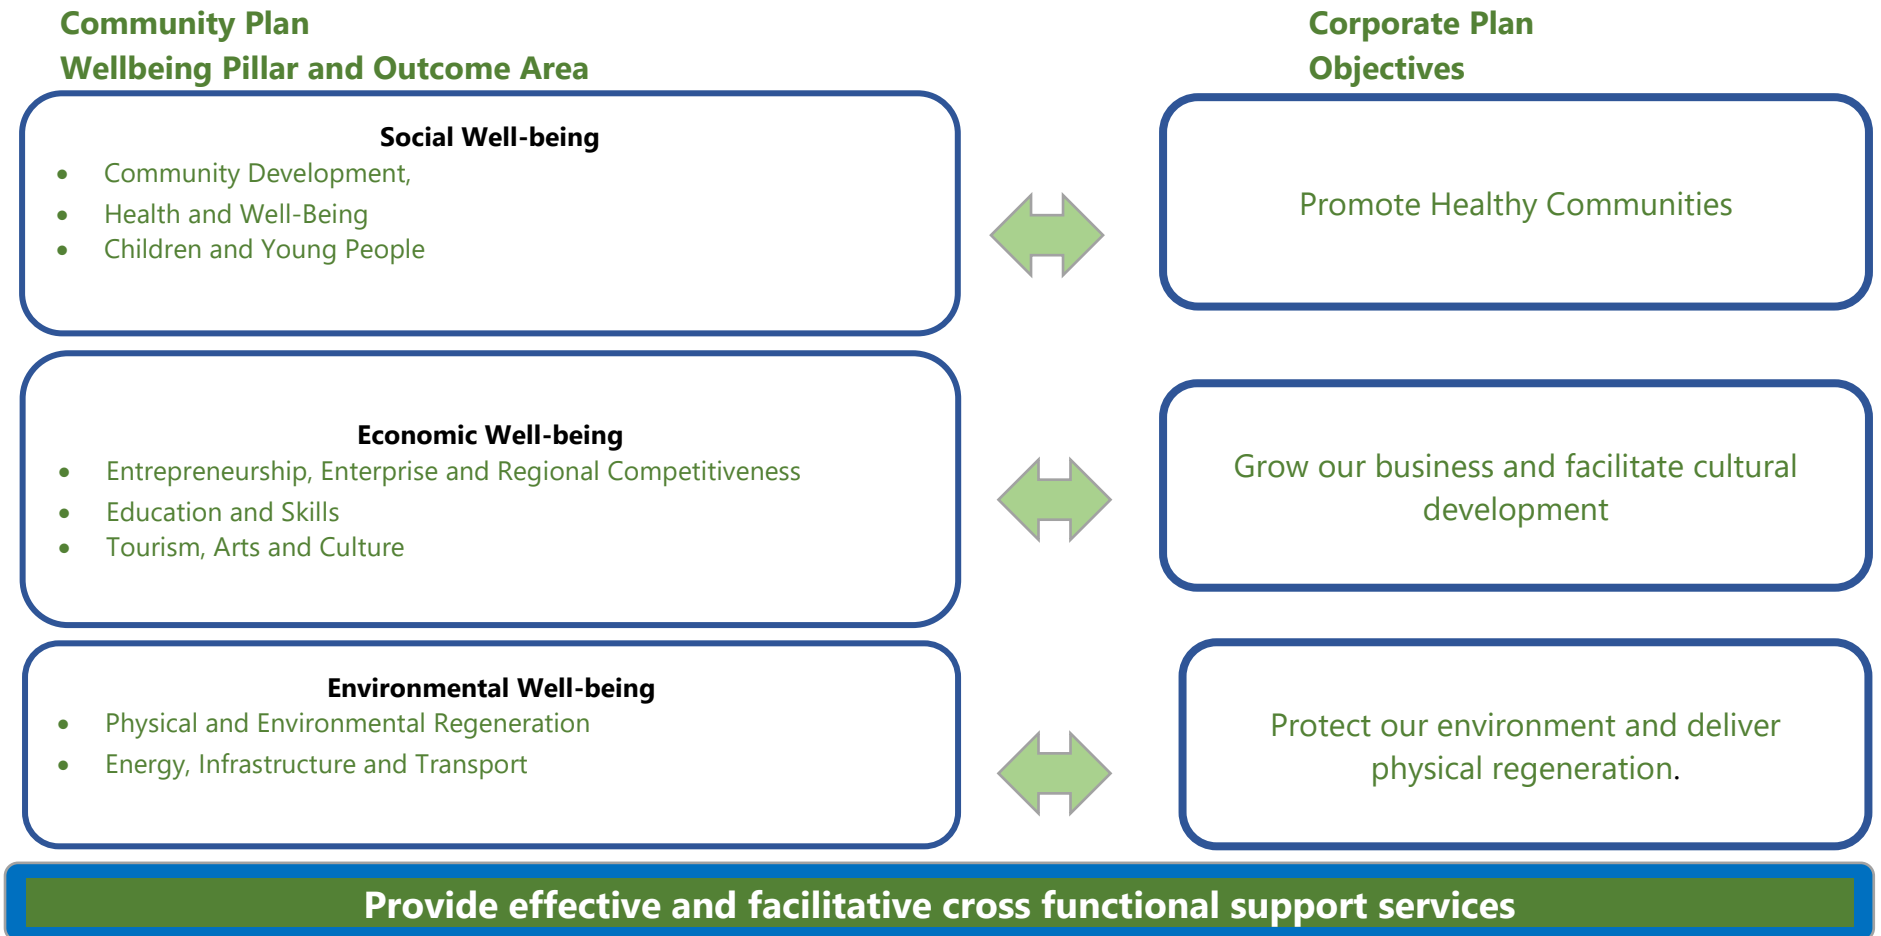 Community Plan
Wellbeing Pillar and Outcome Area
Corporate Plan
Objectives
Social Well-being
• Community Development,
• Health and Well-Being
• Children and Young People
Promote Healthy Communities
Economic Well-being
• Entrepreneurship, Enterprise and Regional Competitiveness
• Education and Skills
• Tourism, Arts and Culture
Grow our business and facilitate cultural
development
Environmental Well-being
• Physical and Environmental Regeneration
• Energy, Infrastructure and Transport
Protect our environment and deliver
physical regeneration.
Provide effective and facilitative cross functional support services